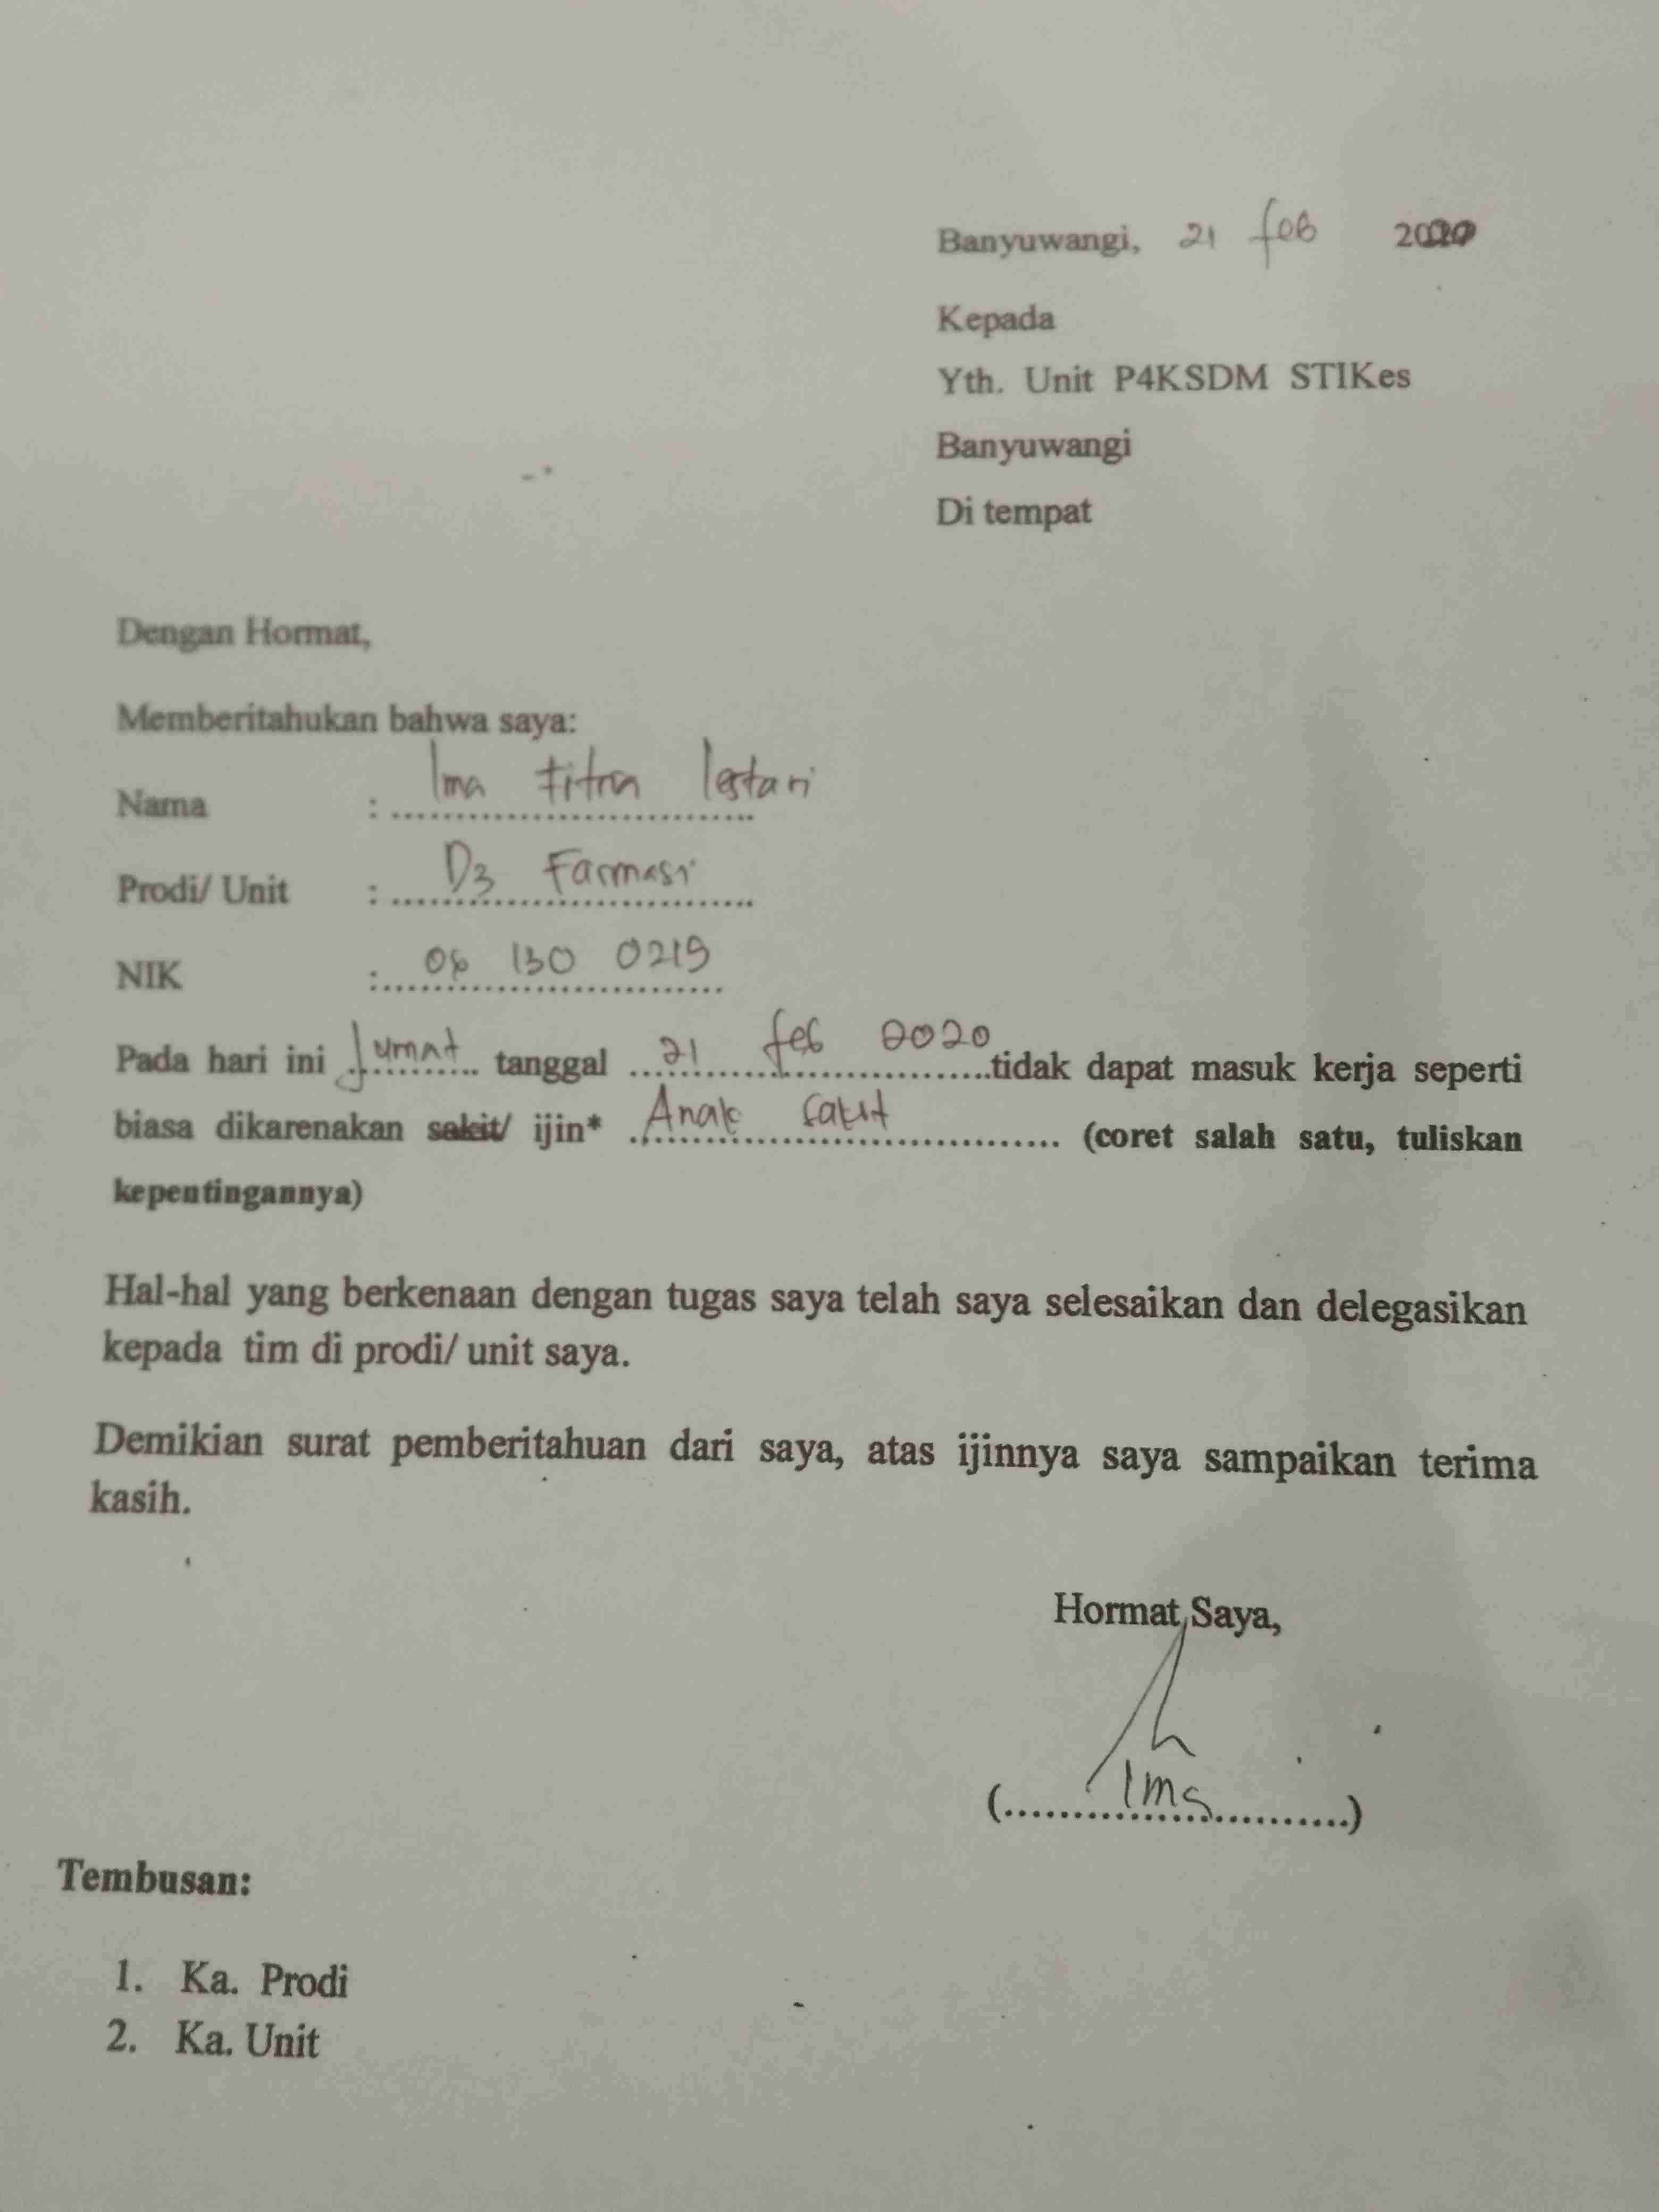 Banyuwangi, 21 feb 2020
Kepada
Yth. Unit P4KSDM STIKes
Banyuwangi
Di tempat
Dengan Hormat,
Memberitahukan bahwa saya:
Nama : Ima Fitria lestari
Prodi/ Unit : D3 Farmasi
NIK : 06 130 0219
Pada hari ini Jumat tanggal 21 feb 2020 tidak dapat masuk kerja seperti
biasa dikarenakan sakit/ ijin* Anak sakit (coret salah satu, tuliskan
kepentingannya)
Hal-hal yang berkenaan dengan tugas saya telah saya selesaikan dan delegasikan
kepada tim di prodi/ unit saya.
Demikian surat pemberitahuan dari saya, atas ijinnya saya sampaikan terima
kasih.
Hormat Saya,
(Ima)
Tembusan:
1. Ka. Prodi
2. Ka. Unit